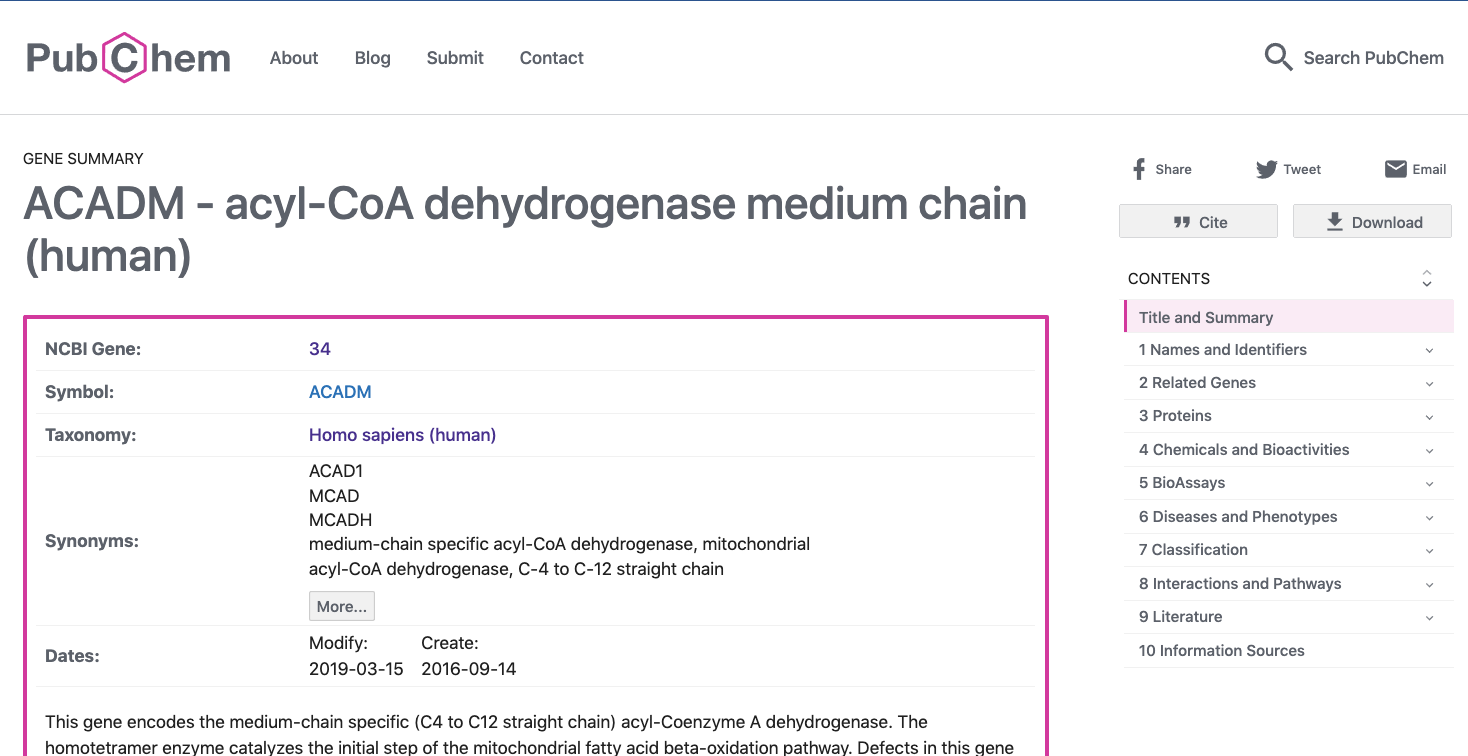 PubChem About Blog Submit Contact Search PubChem
GENE SUMMARY
ACADM - acyl-CoA dehydrogenase medium chain
(human)
NCBI Gene: 34
Symbol: ACADM
Taxonomy: Homo sapiens (human)
Synonyms:
ACAD1
MCAD
MCADH
medium-chain specific acyl-CoA dehydrogenase, mitochondrial
acyl-CoA dehydrogenase, C-4 to C-12 straight chain
More...
Dates:
Modify: Create:
2019-03-15 2016-09-14
This gene encodes the medium-chain specific (C4 to C12 straight chain) acyl-Coenzyme A dehydrogenase. The
homotetramer enzyme catalyzes the initial step of the mitochondrial fatty acid beta-oxidation pathway. Defects in this gene
Share Tweet Email
Cite Download
CONTENTS
Title and Summary
1 Names and Identifiers
2 Related Genes
3 Proteins
4 Chemicals and Bioactivities
5 BioAssays
6 Diseases and Phenotypes
7 Classification
8 Interactions and Pathways
9 Literature
10 Information Sources